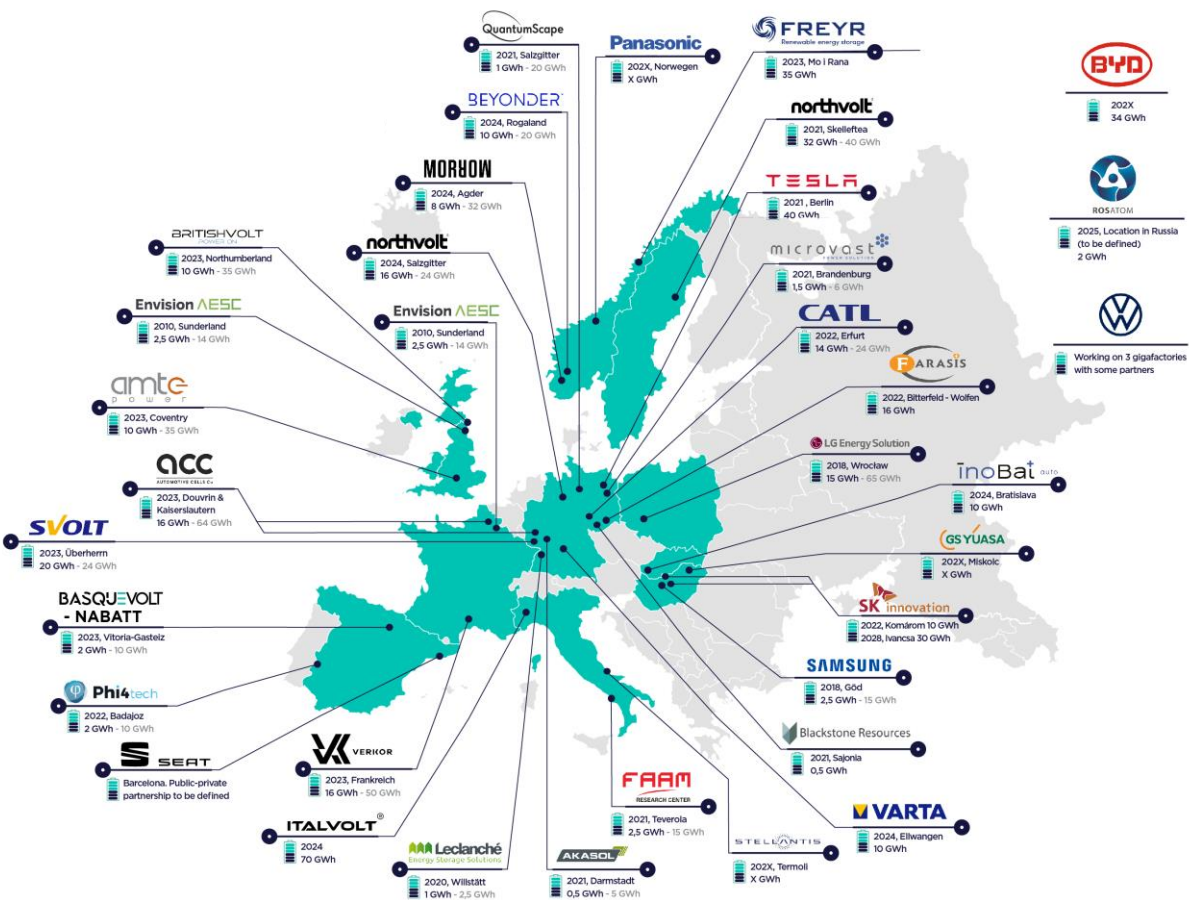 QuantumScape
2021, Salzgitter
1 GWh - 20 GWh
Panasonic
202X, Norwegen
X GWh
FREYR
Renewable energy storage
2023, Mo i Rana
35 GWh
BYD
202X
34 GWh
BEYONDER
2024, Rogaland
10 GWh - 20 GWh
northvolt
2021, Skelleftea
32 GWh - 40 GWh
MORROW
2024, Agder
8 GWh - 32 GWh
TESLA
2021 , Berlin
40 GWh
ROSATOM
2025, Location in Russia
(to be defined)
2 GWh
BRITISHVOLT
POWER ON
2023, Northumberland
10 GWh - 35 GWh
northvolt
2024, Salzgitter
16 GWh - 24 GWh
microvast
POWER SOLUTION
2021, Brandenburg
1,5 GWh - 6 GWh
Envision AESC
2010, Sunderland
2,5 GWh - 14 GWh
Envision AESC
2010, Sunderland
2,5 GWh - 14 GWh
CATL
2022, Erfurt
14 GWh - 24 GWh
VW
Working on 3 gigafactories
with some partners
FARASIS
2022, Bitterfeld - Wolfen
16 GWh
amte
power
2023, Coventry
10 GWh - 35 GWh
LG Energy Solution
2018, Wrocław
15 GWh - 65 GWh
acc
AUTOMOTIVE CELLS Co
2023, Douvrin &
Kaiserslautern
16 GWh - 64 GWh
inoBat auto
2024, Bratislava
10 GWh
SVOLT
2023, Überherrn
20 GWh - 24 GWh
GS YUASA
202X, Miskolc
X GWh
BASQUEVOLT
- NABATT
2023, Vitoria-Gasteiz
2 GWh - 10 GWh
SK innovation
2022, Komárom 10 GWh
2028, Ivancsa 30 GWh
Phi4tech
2022, Badajoz
2 GWh - 10 GWh
SAMSUNG
2018, Göd
2,5 GWh - 15 GWh
SEAT
Barcelona. Public-private
partnership to be defined
VERKOR
2023, Frankreich
16 GWh - 50 GWh
Blackstone Resources
2021, Sajonia
0,5 GWh
FAAM
RESEARCH CENTER
2021, Teverola
2,5 GWh - 15 GWh
ITALVOLT®
2024
70 GWh
VARTA
2024, Ellwangen
10 GWh
Leclanché
Energy Storage Solutions
2020, Willstätt
1 GWh - 2,5 GWh
AKASOL
2021, Darmstadt
0,5 GWh - 5 GWh
STELLANTIS
202X, Termoli
X GWh